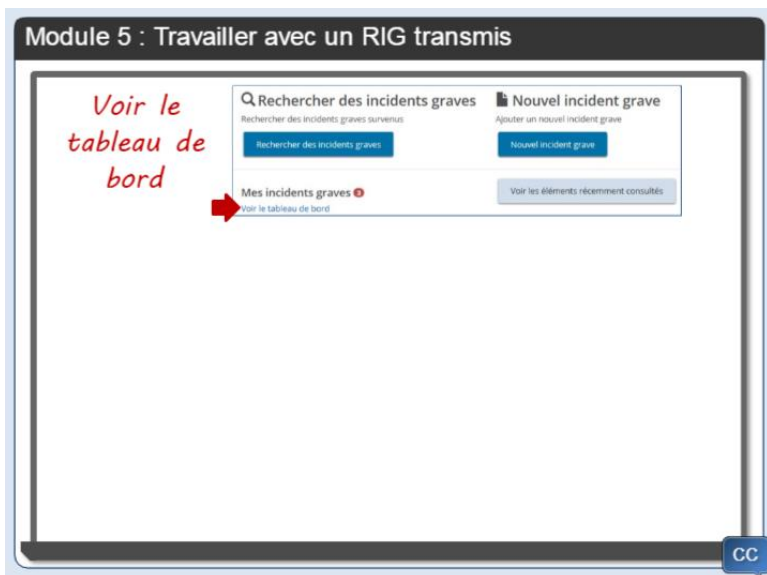 Module 5 : Travailler avec un RIG transmis
Voir le
tableau de
bord
Rechercher des incidents graves
Rechercher des incidents graves survenus
Rechercher des incidents graves
Nouvel incident grave
Ajouter un nouvel incident grave
Nouvel incident grave
Mes incidents graves 3
Voir le tableau de bord
Voir les éléments récemment consultés
CC